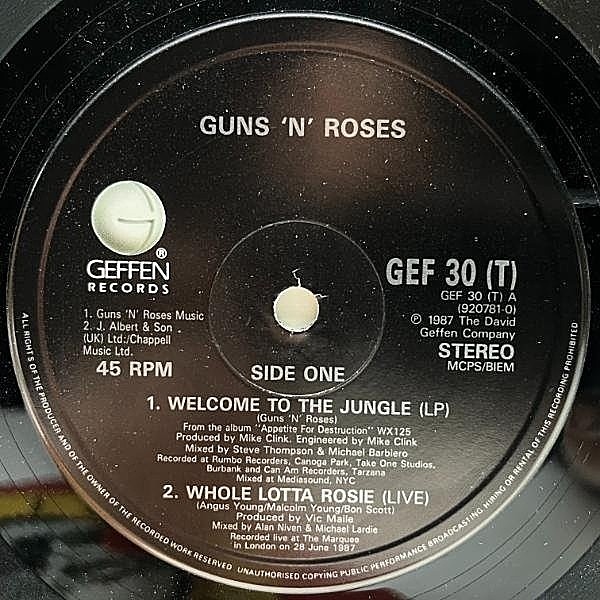 GUNS 'N' ROSES
G
®
GEFFEN
RECORDS
GEF 30 (T)
GEF 30 (T) A
(920781-0)
℗ 1987 The David
Geffen Company
STEREO
MCPS/BIEM
1. Guns 'N' Roses Music
2. J. Albert & Son
(UK) Ltd./Chappell
Music Ltd.
45 RPM
SIDE ONE
1. WELCOME TO THE JUNGLE (LP)
(Guns 'N' Roses)
From the album "Appetite For Destruction" WX125
Produced by Mike Clink. Engineered by Mike Clink
Mixed by Steve Thompson & Michael Barbiero
Recorded at Rumbo Recorders, Canoga Park, Take One Studios,
Burbank and Can Am Recorders, Tarzana
Mixed at Mediasound, NYC
2. WHOLE LOTTA ROSIE (LIVE)
(Angus Young/Malcolm Young/Bon Scott)
Produced by Vic Maile
Mixed by Alan Niven & Michael Lardie
Recorded live at The Marquee
in London on 28 June 1987
ALL RIGHTS OF THE PRODUCER AND OF THE OWNER OF THE RECORDED WORK RESERVED. UNAUTHORISED COPYING PUBLIC PERFORMANCE BROADCASTING HIRING OR RENTAL OF THIS RECORDING PROHIBITED